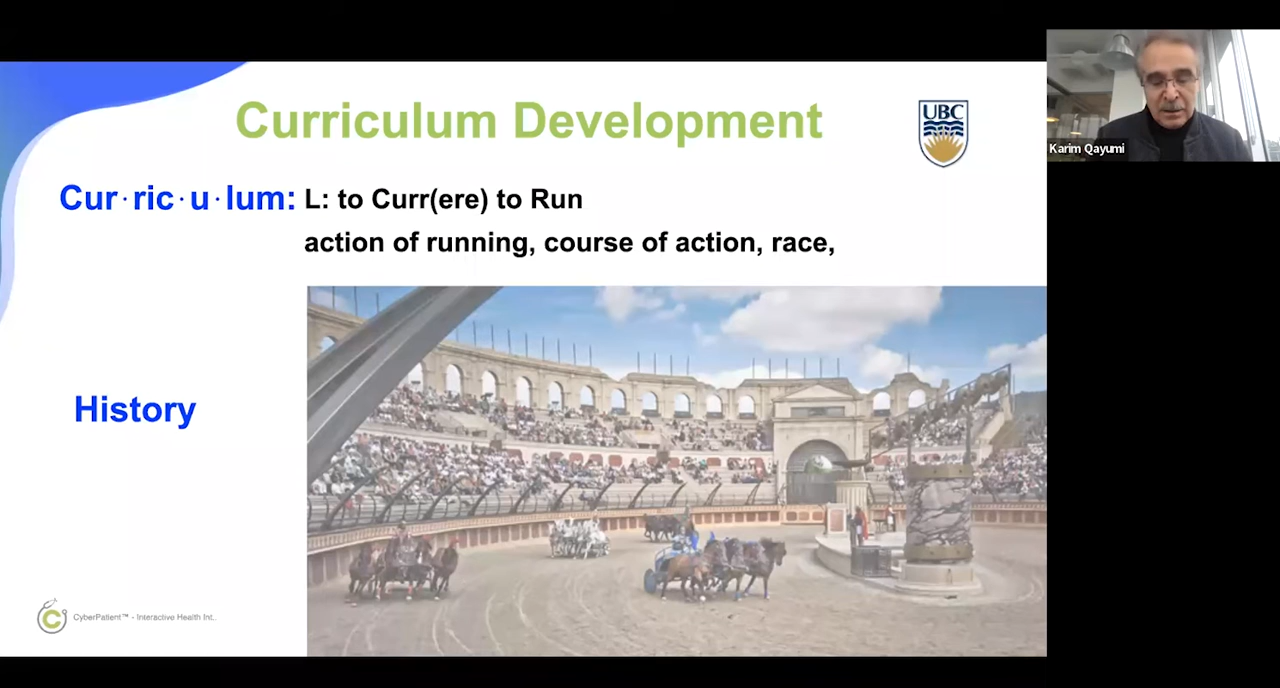 Curriculum Development
UBC
Cur·ric·u·lum: L: to Curr(ere) to Run
action of running, course of action, race,
History
CyberPatient™ - Interactive Health Int..
Karim Qayumi